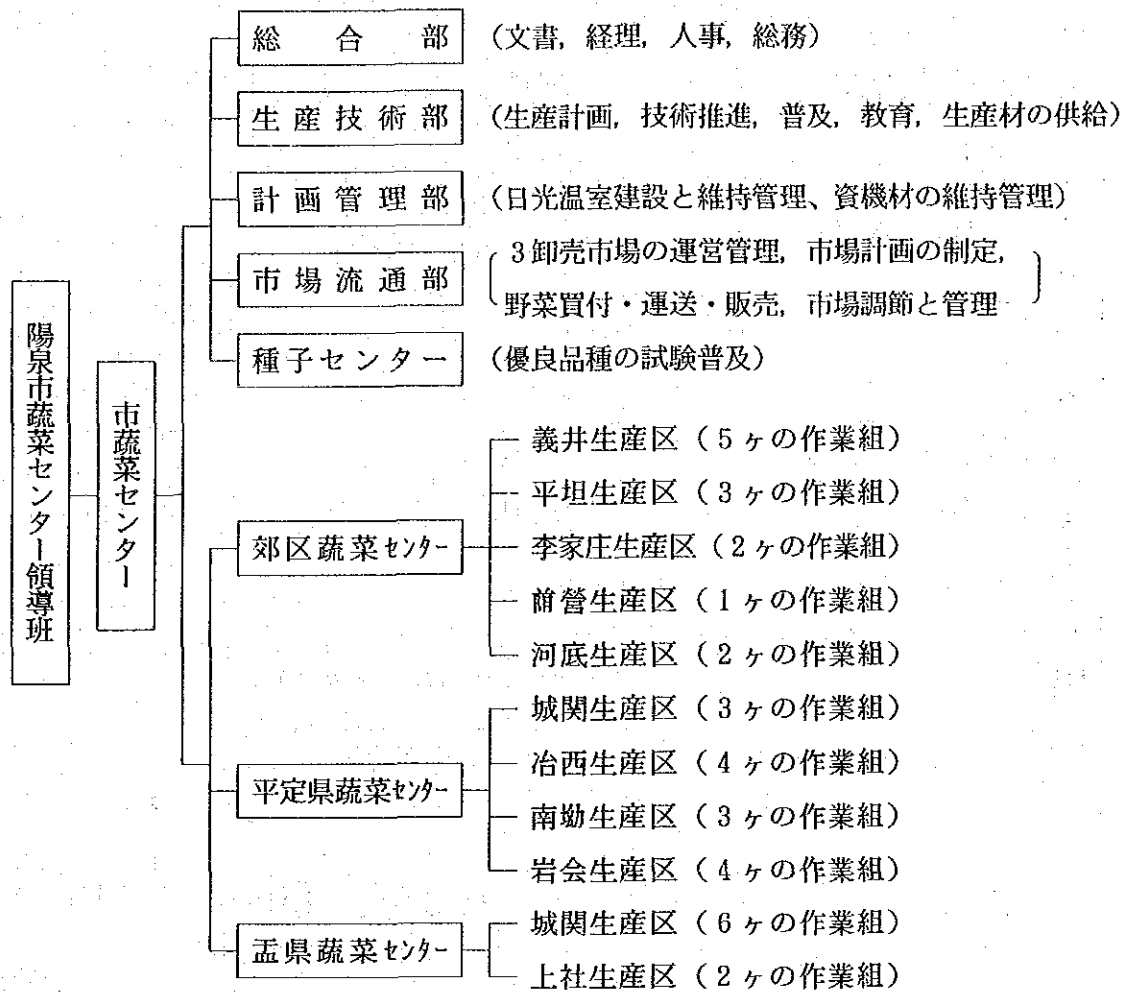 陽泉市蔬菜センター領導班
市蔬菜センター
総合部 (文書, 経理, 人事, 総務)
生産技術部 (生産計画, 技術推進, 普及, 教育, 生産材の供給)
計画管理部 (日光温室建設と維持管理、資機材の維持管理)
市場流通部 (3卸売市場の運営管理, 市場計画の制定,
野菜買付・運送・販売, 市場調節と管理)
種子センター (優良品種の試験普及)
郊区蔬菜センター
義井生産区 (5ヶの作業組)
平坦生産区 (3ヶの作業組)
李家庄生産区 (2ヶの作業組)
前營生産区 (1ヶの作業組)
河底生産区 (2ヶの作業組)
平定県蔬菜センター
城関生産区 (3ヶの作業組)
冶西生産区 (4ヶの作業組)
南坳生産区 (3ヶの作業組)
岩会生産区 (4ヶの作業組)
盂県蔬菜センター
城関生産区 (6ヶの作業組)
上社生産区 (2ヶの作業組)